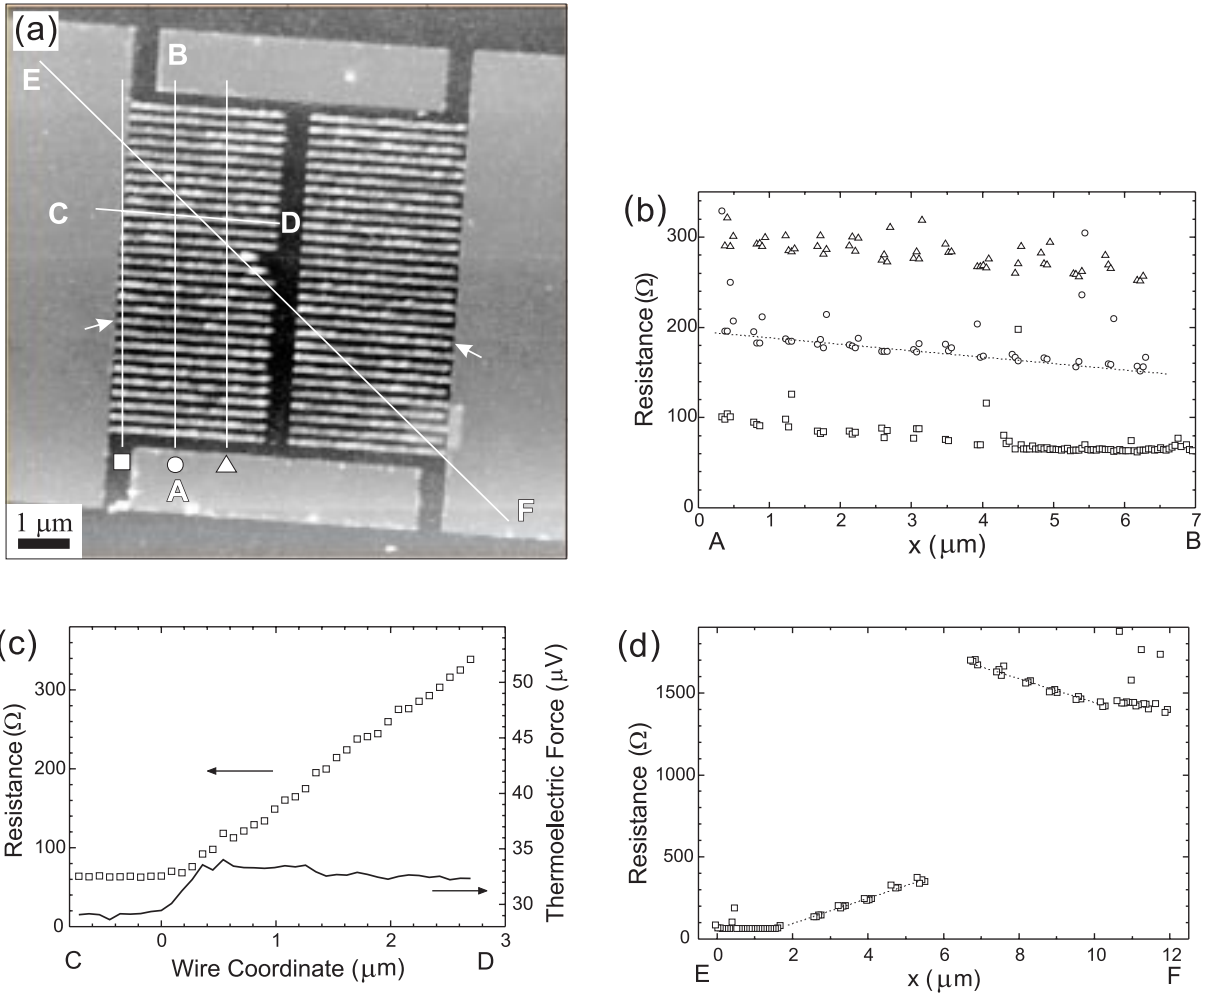 (a)
B
E
C
D
A
F
1 μm
(b)
300
200
100
0
Resistance (Ω)
0 1 2 3 4 5 6 7
A x (μm) B
(c)
300
200
100
0
Resistance (Ω)
50
45
40
35
30
Thermoelectric Force (μV)
0 1 2 3
C Wire Coordinate (μm) D
(d)
1500
1000
500
0
Resistance (Ω)
0 2 4 6 8 10 12
E x (μm) F